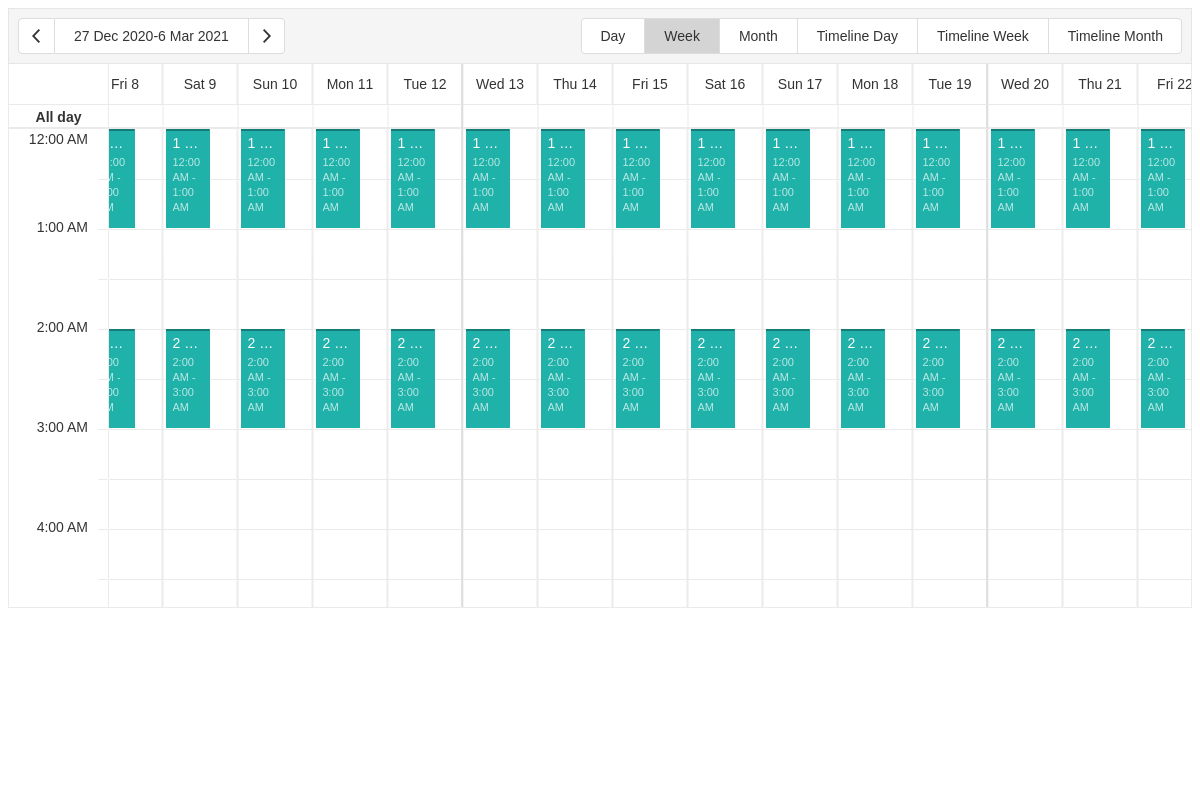 27 Dec 2020-6 Mar 2021 Day Week Month Timeline Day Timeline Week Timeline Month
Fri 8 Sat 9 Sun 10 Mon 11 Tue 12 Wed 13 Thu 14 Fri 15 Sat 16 Sun 17 Mon 18 Tue 19 Wed 20 Thu 21 Fri 22
All day
12:00 AM
… 1 … 1 … 1 … 1 … 1 … 1 … 1 … 1 … 1 … 1 … 1 … 1 … 1 … 1 …
:00 12:00 12:00 12:00 12:00 12:00 12:00 12:00 12:00 12:00 12:00 12:00 12:00 12:00 12:00
M - AM - AM - AM - AM - AM - AM - AM - AM - AM - AM - AM - AM - AM - AM -
00 1:00 1:00 1:00 1:00 1:00 1:00 1:00 1:00 1:00 1:00 1:00 1:00 1:00 1:00
M AM AM AM AM AM AM AM AM AM AM AM AM AM AM
1:00 AM
2:00 AM
… 2 … 2 … 2 … 2 … 2 … 2 … 2 … 2 … 2 … 2 … 2 … 2 … 2 … 2 …
00 2:00 2:00 2:00 2:00 2:00 2:00 2:00 2:00 2:00 2:00 2:00 2:00 2:00 2:00
M - AM - AM - AM - AM - AM - AM - AM - AM - AM - AM - AM - AM - AM - AM -
00 3:00 3:00 3:00 3:00 3:00 3:00 3:00 3:00 3:00 3:00 3:00 3:00 3:00 3:00
M AM AM AM AM AM AM AM AM AM AM AM AM AM AM
3:00 AM
4:00 AM